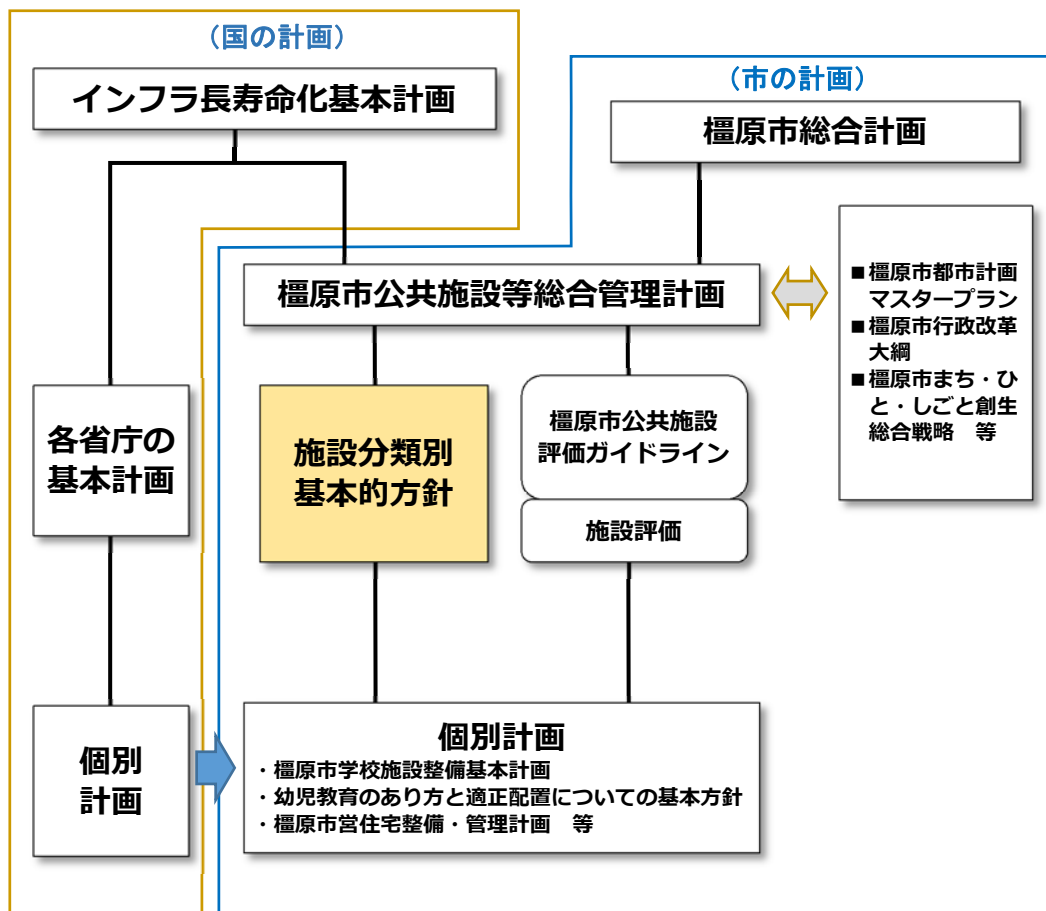 （国の計画）
インフラ長寿命化基本計画
（市の計画）
橿原市総合計画
橿原市公共施設等総合管理計画
■橿原市都市計画
マスタープラン
■橿原市行政改革
大綱
■橿原市まち・ひ
と・しごと創生
総合戦略　等
各省庁の
基本計画
施設分類別
基本的方針
橿原市公共施設
評価ガイドライン
施設評価
個別
計画
個別計画
・橿原市学校施設整備基本計画
・幼児教育のあり方と適正配置についての基本方針
・橿原市営住宅整備・管理計画　等